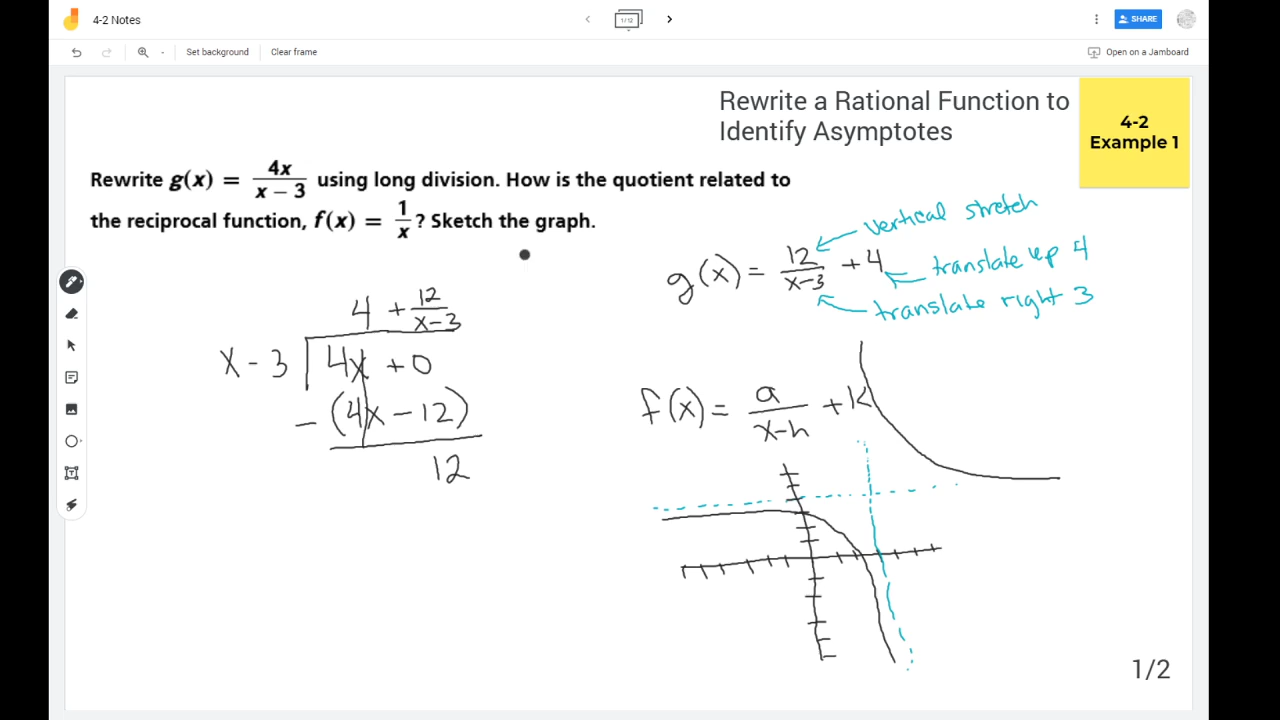 4-2 Notes
1/12
SHARE
Set background
Clear frame
Open on a Jamboard
Rewrite a Rational Function to
Identify Asymptotes
4-2
Example 1
Rewrite g(x) = 4x/(x − 3) using long division. How is the quotient related to
the reciprocal function, f(x) = 1/x? Sketch the graph.
4 + 12/(x-3)
x - 3 4x + 0
- (4x - 12)
12
vertical stretch
g(x) = 12/(x-3) + 4
translate up 4
translate right 3
f(x) = a/(x-h) + k
1/2